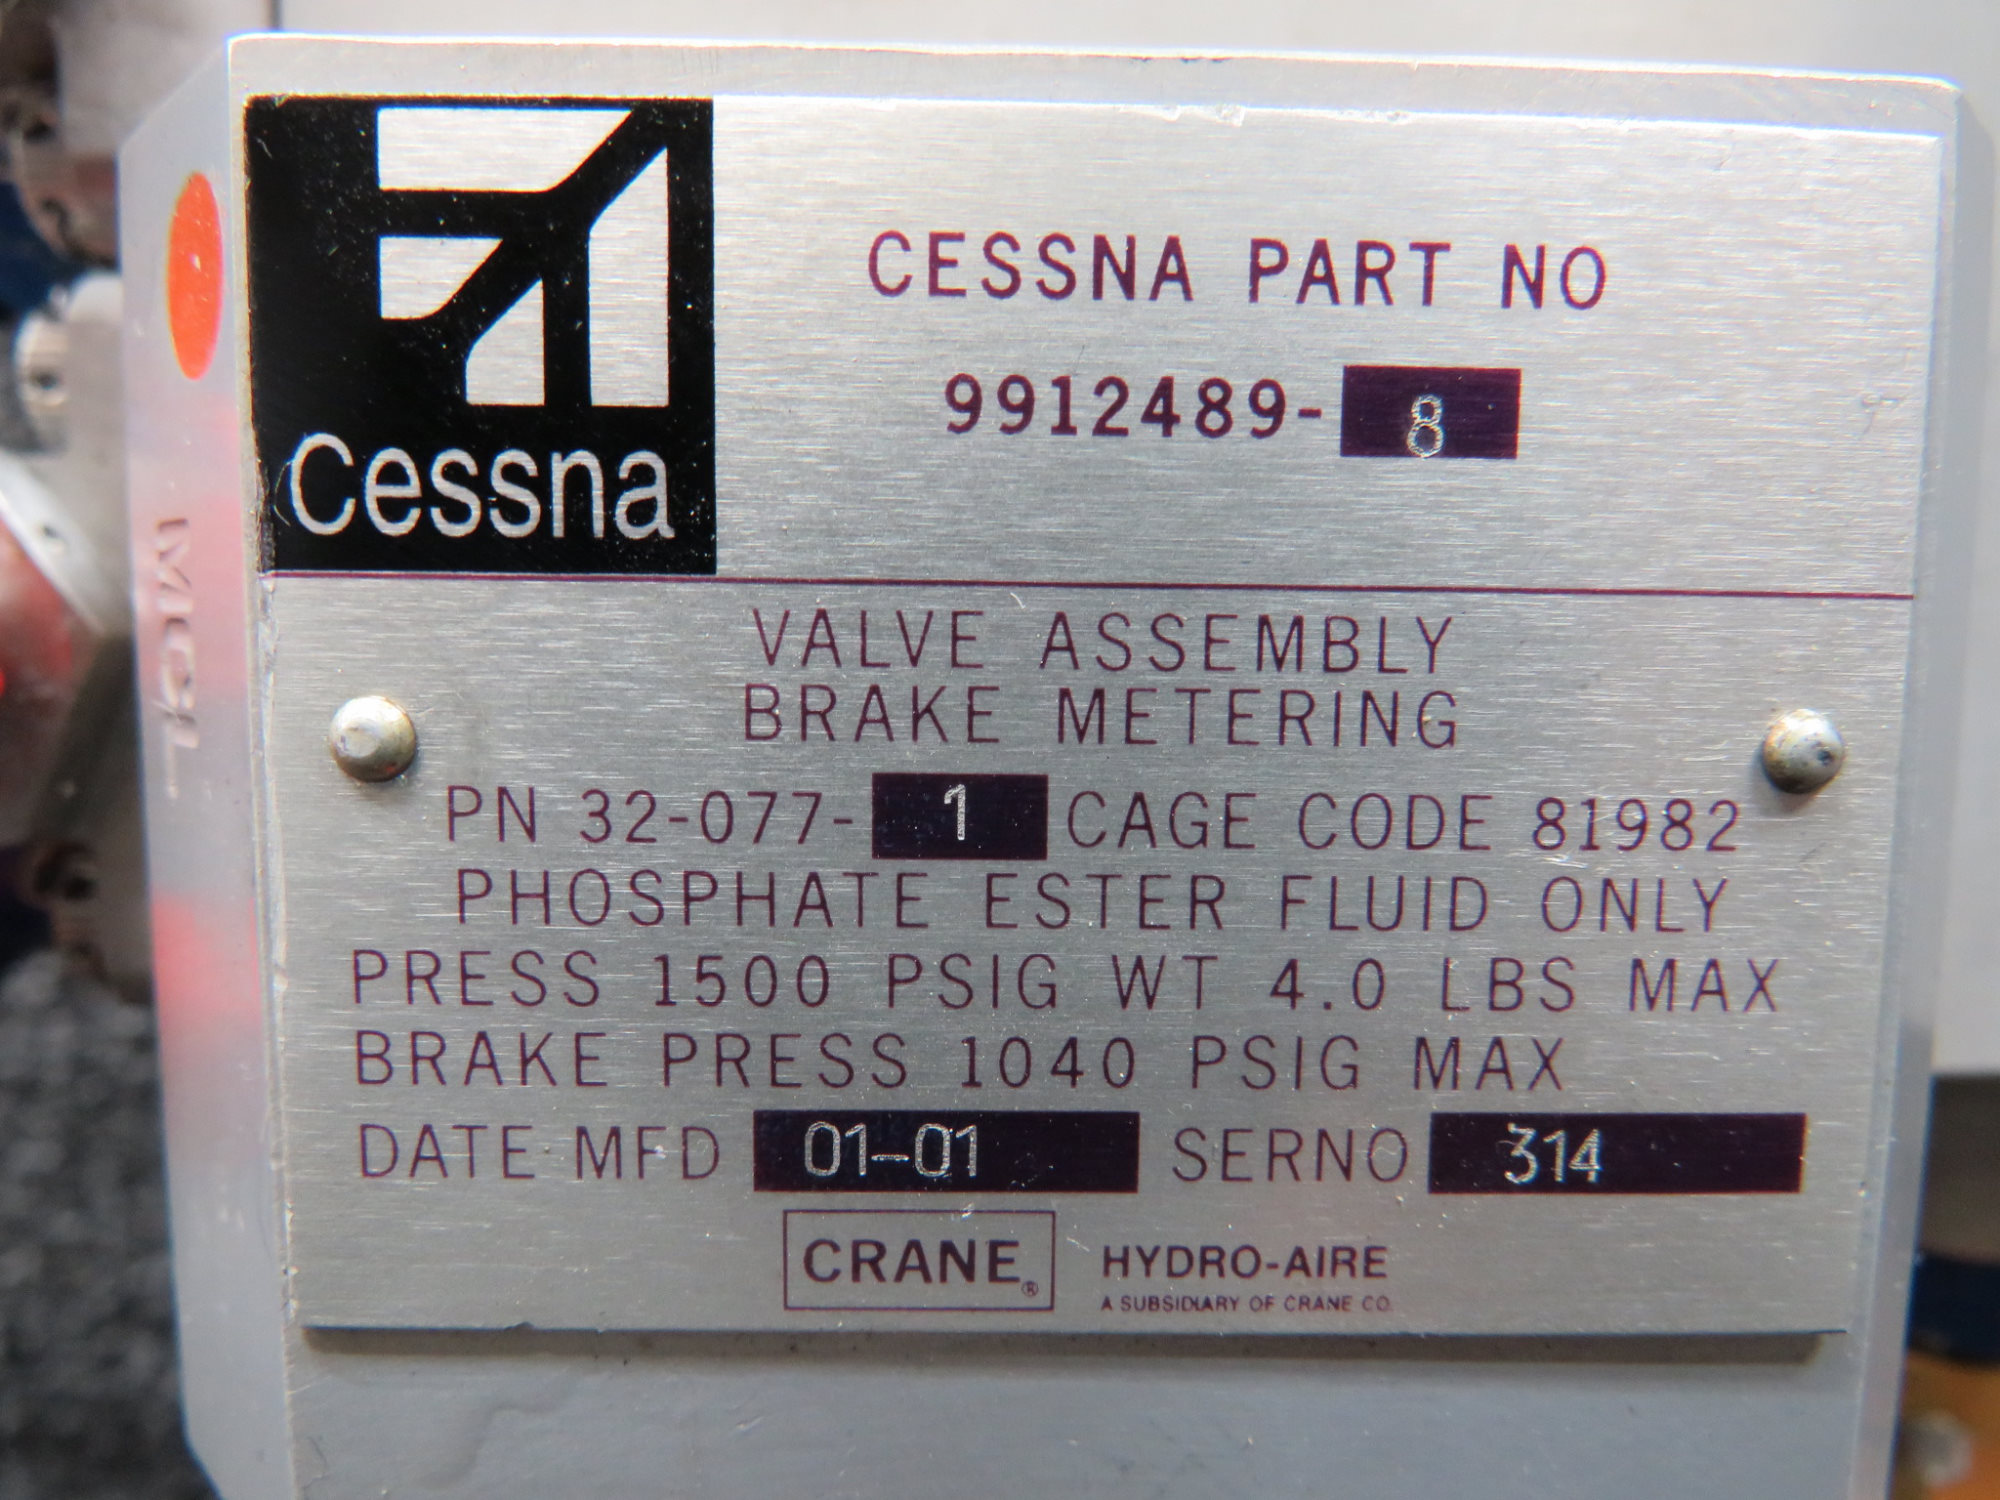 Cessna
CESSNA PART NO
9912489-8
VALVE ASSEMBLY
BRAKE METERING
PN 32-077-1 CAGE CODE 81982
PHOSPHATE ESTER FLUID ONLY
PRESS 1500 PSIG WT 4.0 LBS MAX
BRAKE PRESS 1040 PSIG MAX
DATE MFD 01-01 SERNO 314
CRANE® HYDRO-AIRE
A SUBSIDIARY OF CRANE CO.